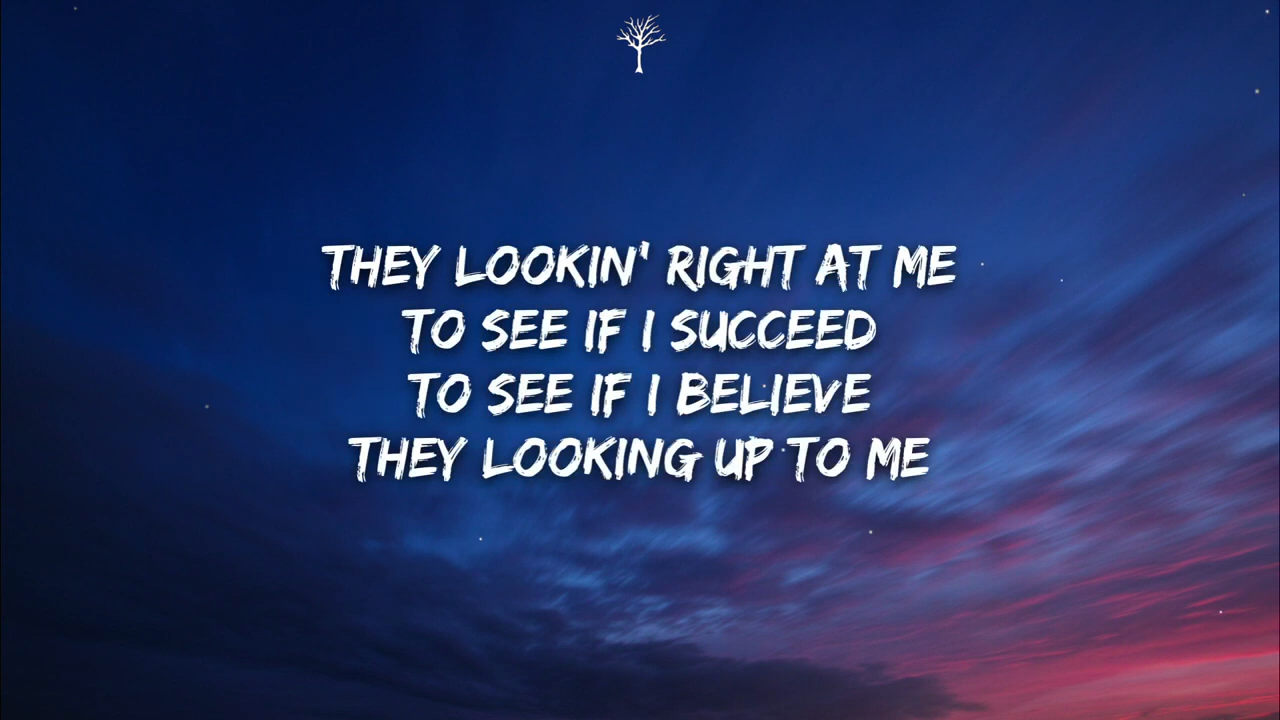 THEY LOOKIN' RIGHT AT ME
TO SEE IF I SUCCEED
TO SEE IF I BELIEVE
THEY LOOKING UP TO ME